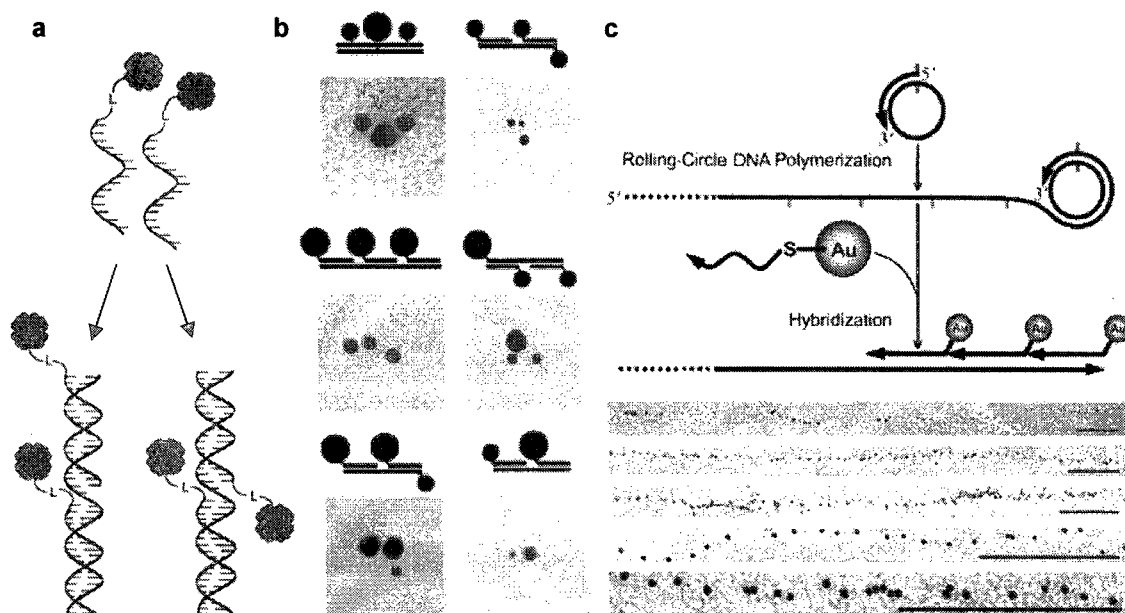 a
b
c
L
L
L
L
L
L
5'
3'
Rolling-Circle DNA Polymerization
3'
5'
S
Au
Hybridization
Au
Au
Au